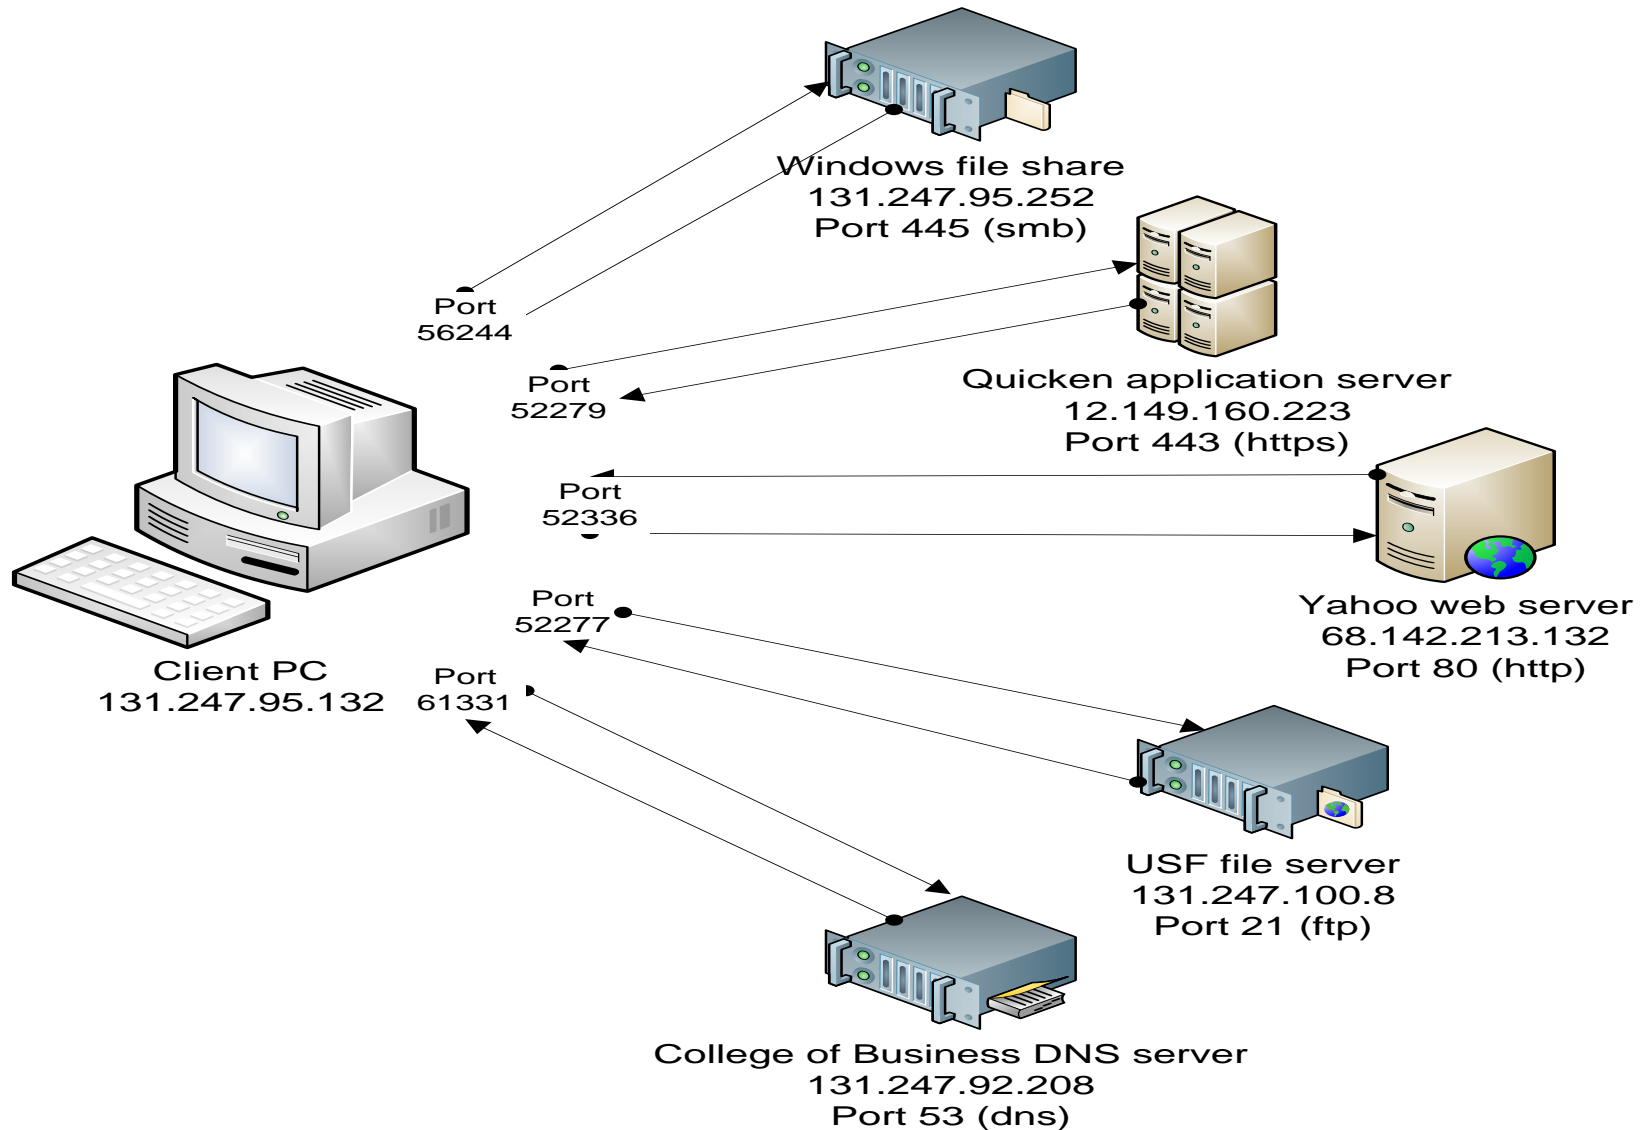 Windows file share
131.247.95.252
Port 445 (smb)
Port
56244
Quicken application server
12.149.160.223
Port 443 (https)
Port
52279
Port
52336
Yahoo web server
68.142.213.132
Port 80 (http)
Port
52277
Client PC
131.247.95.132
Port
61331
USF file server
131.247.100.8
Port 21 (ftp)
College of Business DNS server
131.247.92.208
Port 53 (dns)